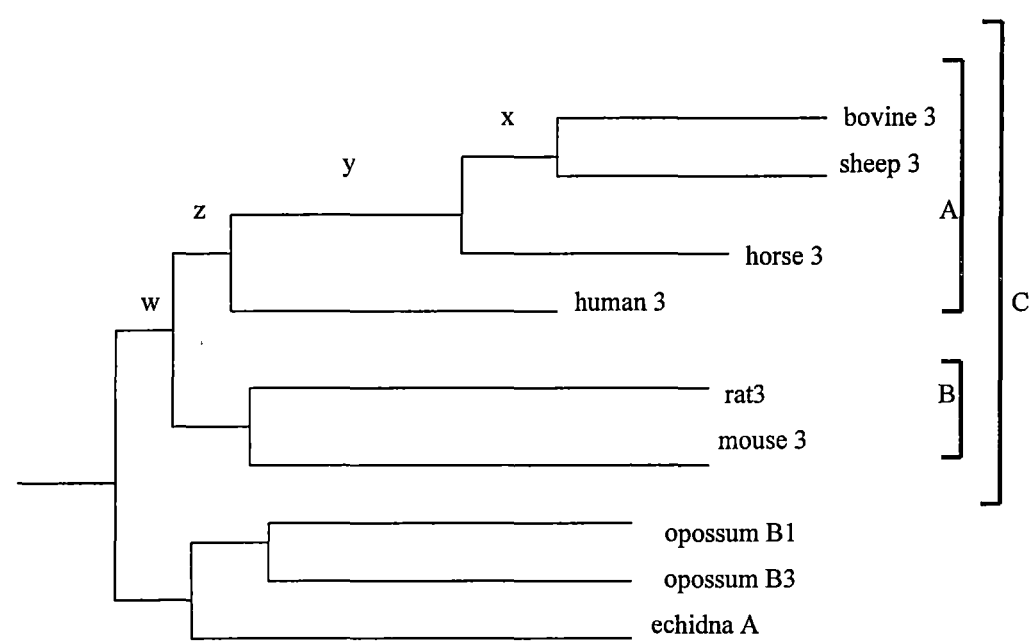 x
bovine 3
y
sheep 3
z
A
horse 3
w
human 3
C
rat3
B
mouse 3
opossum B1
opossum B3
echidna A